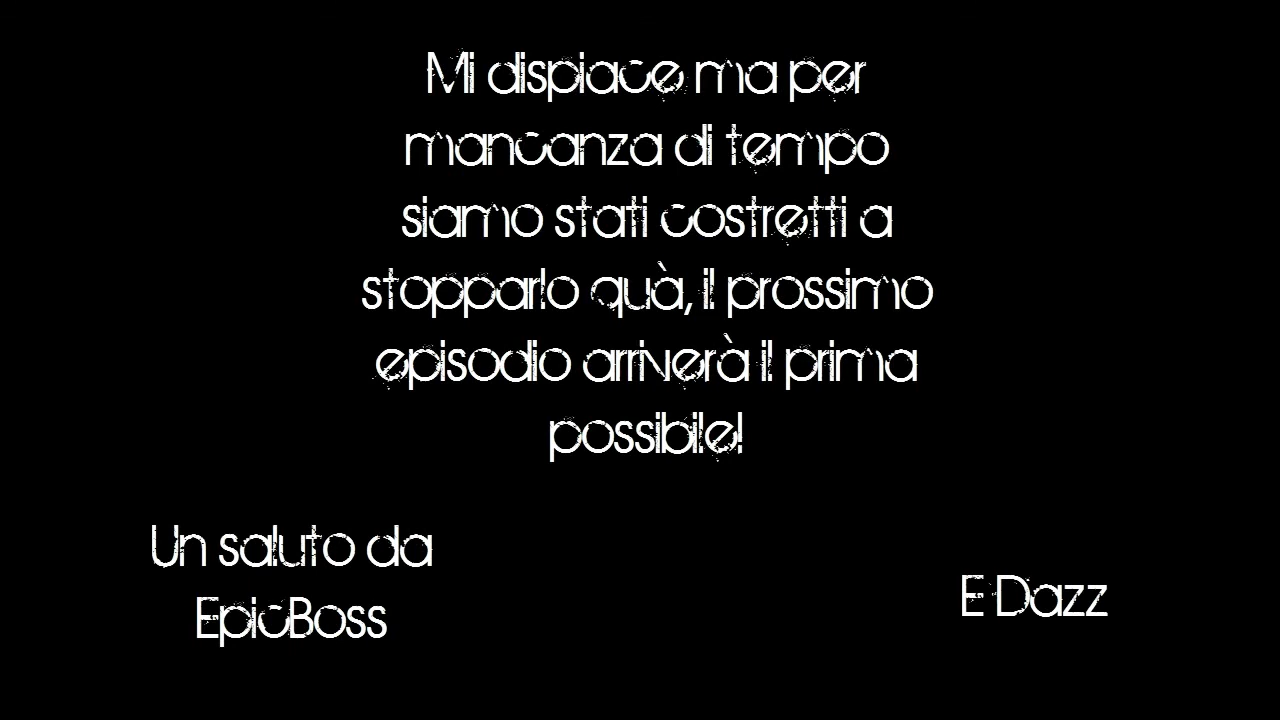 Mi dispiace ma per
mancanza di tempo
siamo stati costretti a
stopparlo quà, il prossimo
episodio arriverà il prima
possibile!
Un saluto da
EpicBoss
E Dazz